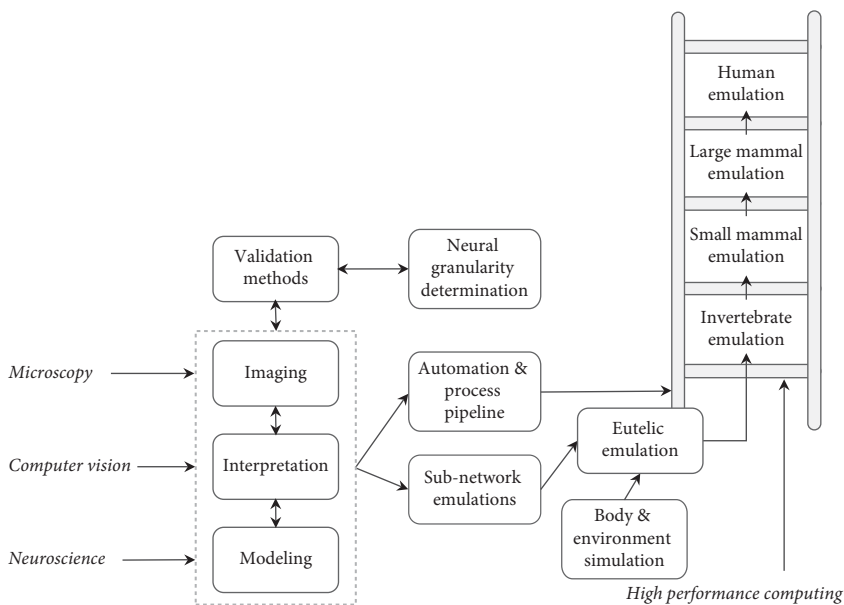 Human
emulation
Large mammal
emulation
Small mammal
emulation
Invertebrate
emulation
Validation
methods
Neural
granularity
determination
Microscopy
Imaging
Automation &
process
pipeline
Computer vision
Interpretation
Sub-network
emulations
Eutelic
emulation
Neuroscience
Modeling
Body &
environment
simulation
High performance computing